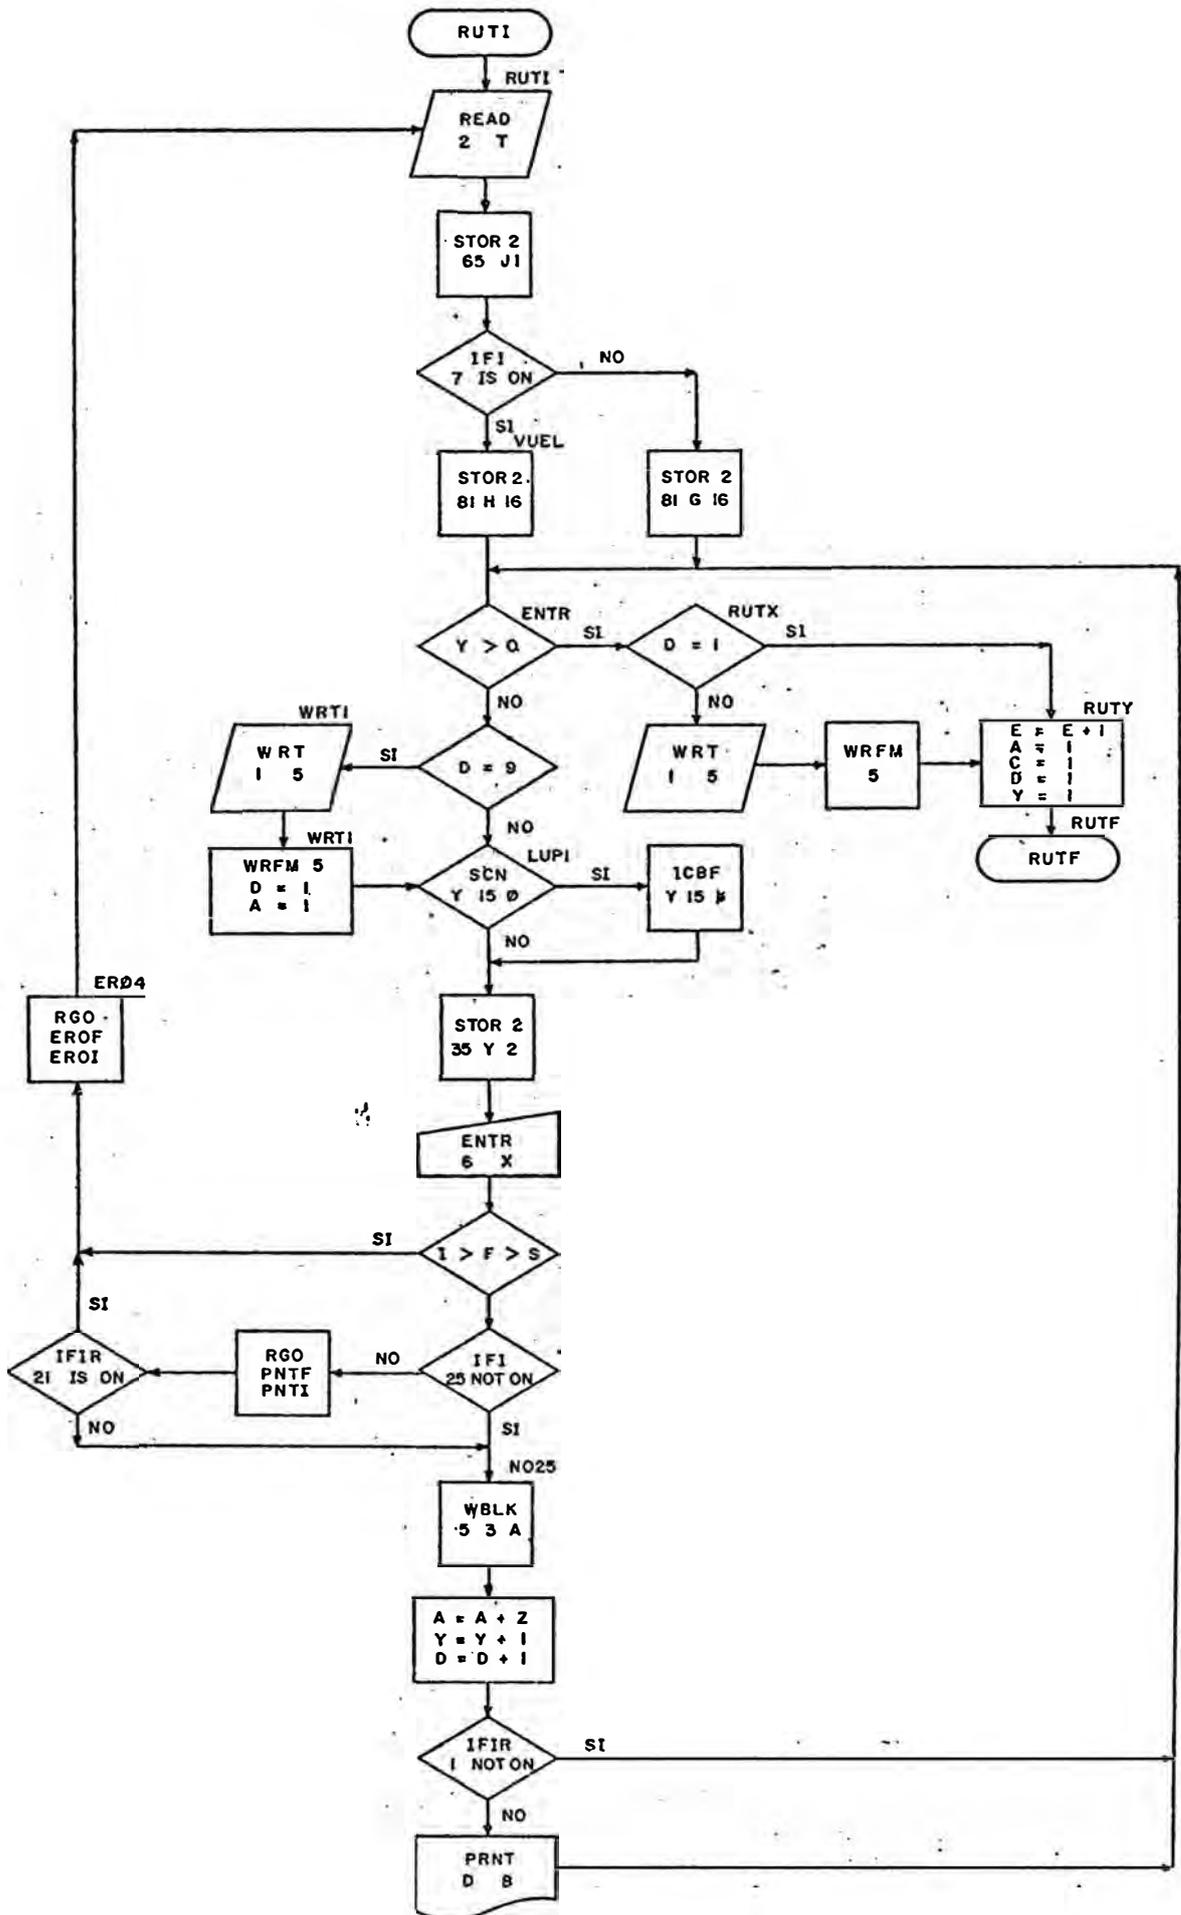 RUTI
RUTI
READ
2 T
STOR 2
65 J1
IFI
7 IS ON
NO
SI
VUEL
STOR 2.
81 H 16
STOR 2
81 G 16
ENTR
Y > Q
SI
RUTX
D = 1
SI
NO
NO
WRTI
WRT
1 5
SI
D = 9
WRT
1 5
WRFM
5
RUTY
E = E + 1
A = 1
C = 1
D = 1
Y = 1
RUTF
RUTF
NO
WRTI
WRFM 5
D = 1
A = 1
LUPI
SCN
Y 15 Ø
SI
ICBF
Y 15
NO
ERØ4
RGO
EROF
EROI
STOR 2
35 Y 2
ENTR
6 X
SI
I > F > S
SI
IFIR
21 IS ON
RGO
PNTF
PNTI
NO
IFI
25 NOT ON
NO
SI
NO25
WBLK
5 3 A
A = A + 2
Y = Y + 1
D = D + 1
IFIR
1 NOT ON
SI
NO
PRNT
D B